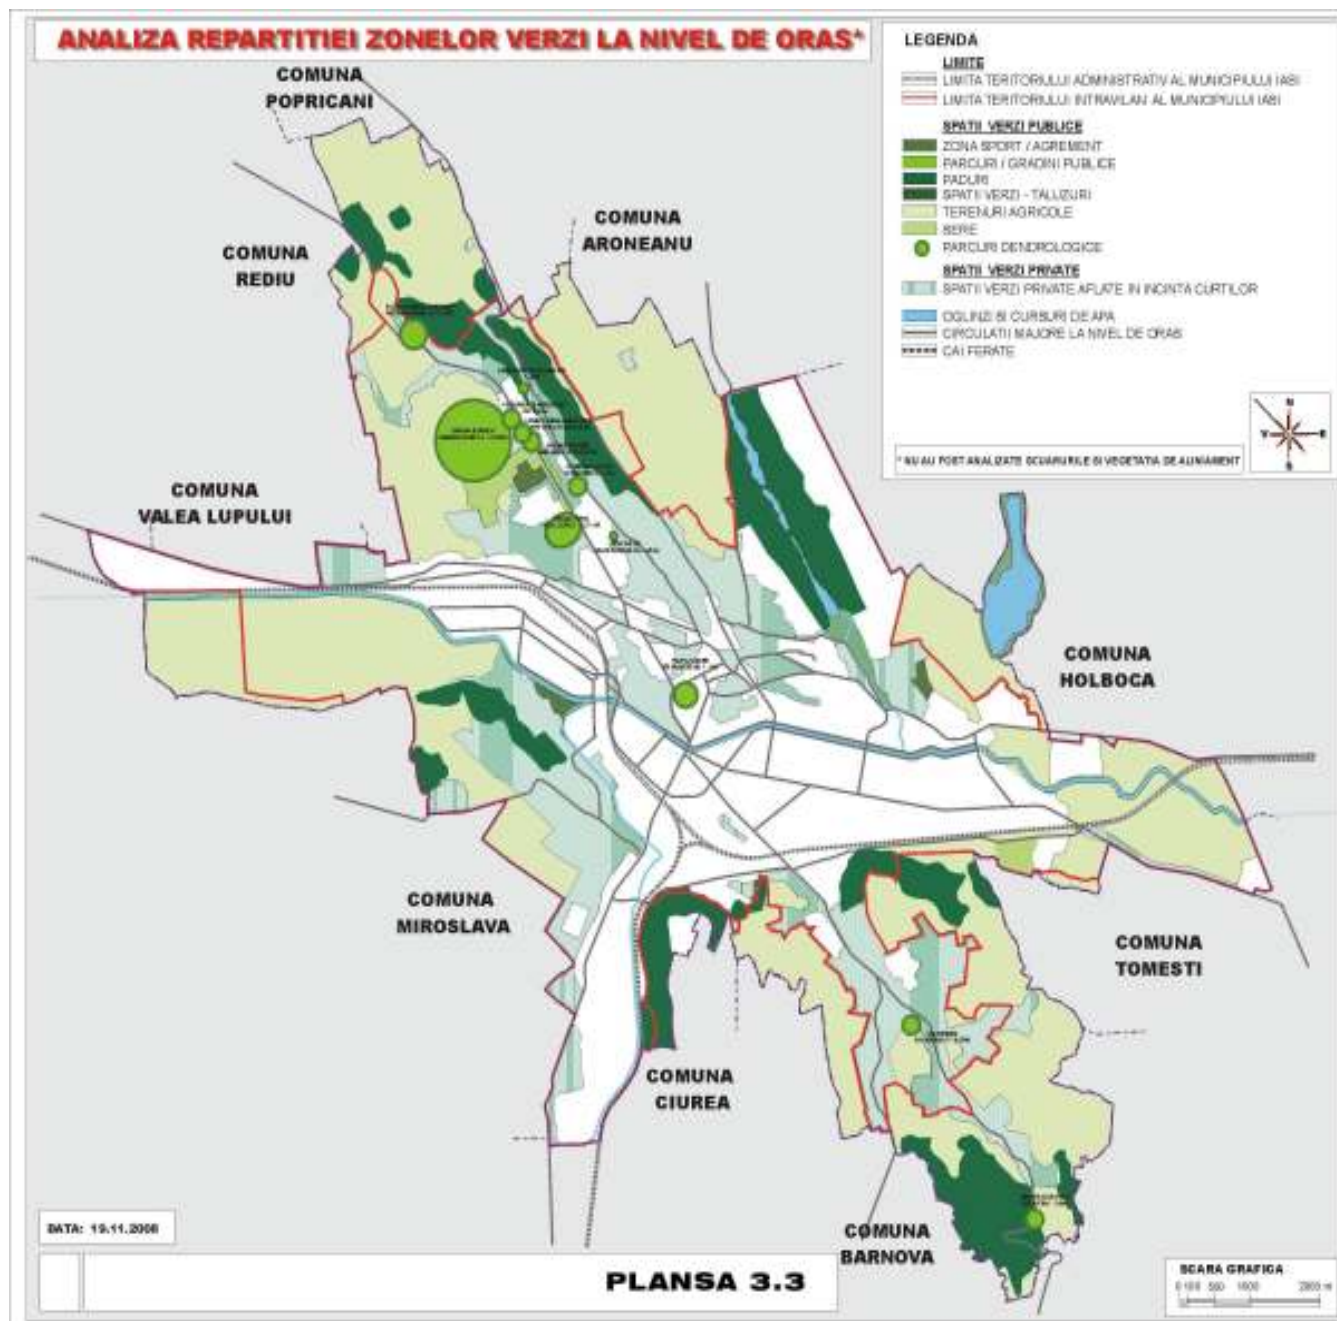 ANALIZA REPARTITIEI ZONELOR VERZI LA NIVEL DE ORAS*
LEGENDA
LIMITE
LIMITA TERITORIULUI ADMINISTRATIV AL MUNICIPIULUI IASI
LIMITA TERITORIULUI INTRAVILAN AL MUNICIPIULUI IASI
SPATII VERZI PUBLICE
ZONA SPORT / AGREMENT
PARCURI / GRADINI PUBLICE
PADURI
SPATII VERZI - TALUZURI
TERENURI AGRICOLE
SERE
PARCURI DENDROLOGICE
SPATII VERZI PRIVATE
SPATII VERZI PRIVATE AFLATE IN INCINTA CURTILOR
OGLINZI SI CURSURI DE APA
CIRCULATII MAJORE LA NIVEL DE ORAS
CAI FERATE
N
V E
S
* NU AU FOST ANALIZATE SCUARURILE SI VEGETATIA DE ALINIAMENT
COMUNA
POPRICANI
COMUNA
ARONEANU
COMUNA
REDIU
COMUNA
VALEA LUPULUI
COMUNA
HOLBOCA
COMUNA
MIROSLAVA
COMUNA
TOMESTI
COMUNA
CIUREA
COMUNA
BARNOVA
DATA: 19.11.2008
PLANSA 3.3
SCARA GRAFICA
0 100 500 1000 2000 m